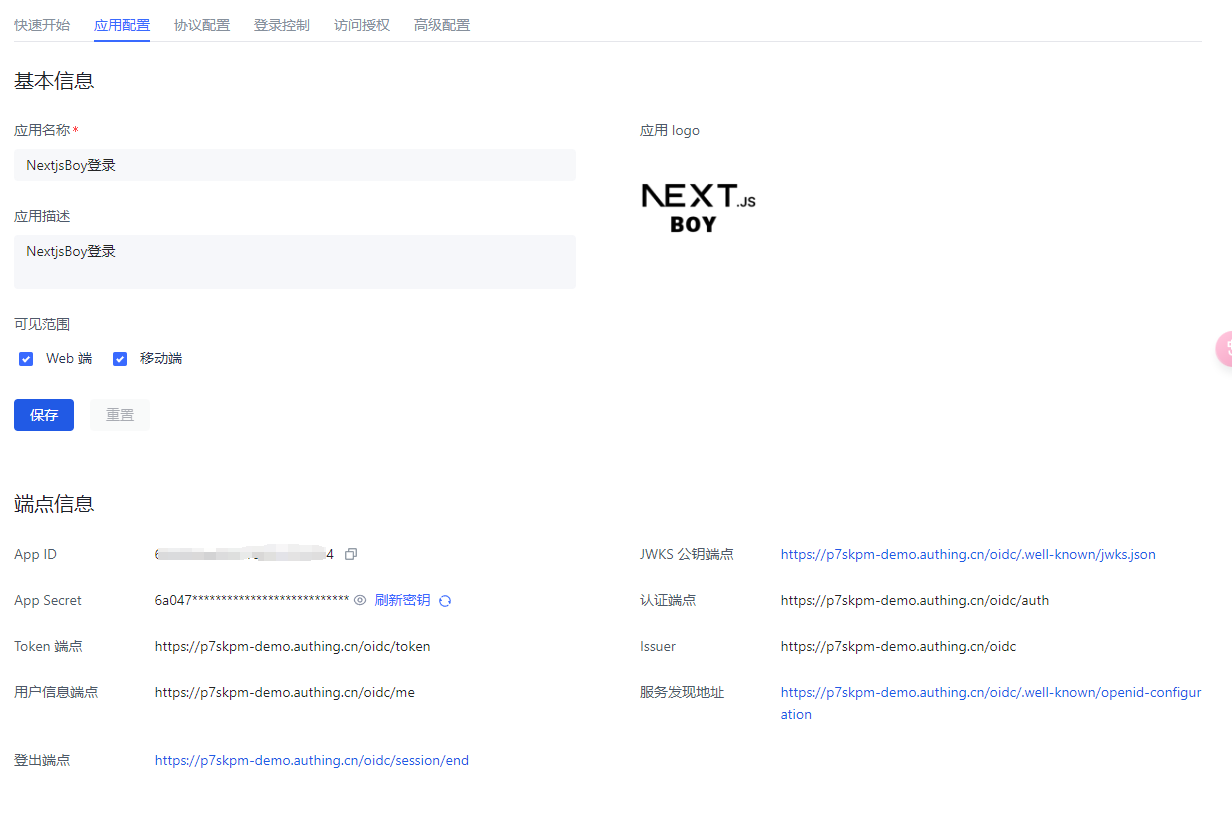 快速开始 应用配置 协议配置 登录控制 访问授权 高级配置
基本信息
应用名称*
NextjsBoy登录
应用描述
NextjsBoy登录
可见范围
Web 端 移动端
保存 重置
应用 logo
NEXT.JS
BOY
端点信息
App ID 4
App Secret 6a047*************************** 刷新密钥
Token 端点 https://p7skpm-demo.authing.cn/oidc/token
用户信息端点 https://p7skpm-demo.authing.cn/oidc/me
登出端点 https://p7skpm-demo.authing.cn/oidc/session/end
JWKS 公钥端点 https://p7skpm-demo.authing.cn/oidc/.well-known/jwks.json
认证端点 https://p7skpm-demo.authing.cn/oidc/auth
Issuer https://p7skpm-demo.authing.cn/oidc
服务发现地址 https://p7skpm-demo.authing.cn/oidc/.well-known/openid-configur
ation